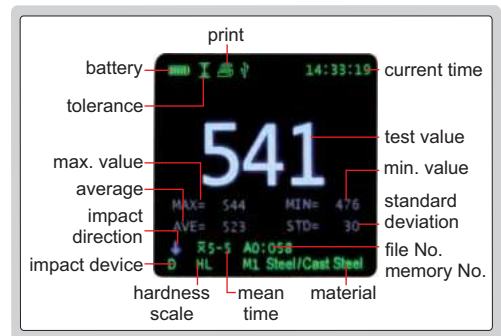 print
battery
14:33:19
current time
tolerance
541
test value
max. value
min. value
average
MAX= 544 MIN= 476
standard deviation
impact direction
AVE= 523 STD= 30
x̄5-5 A0:058
file No.
memory No.
impact device
D HL M1 Steel/Cast Steel
hardness scale
mean time
material